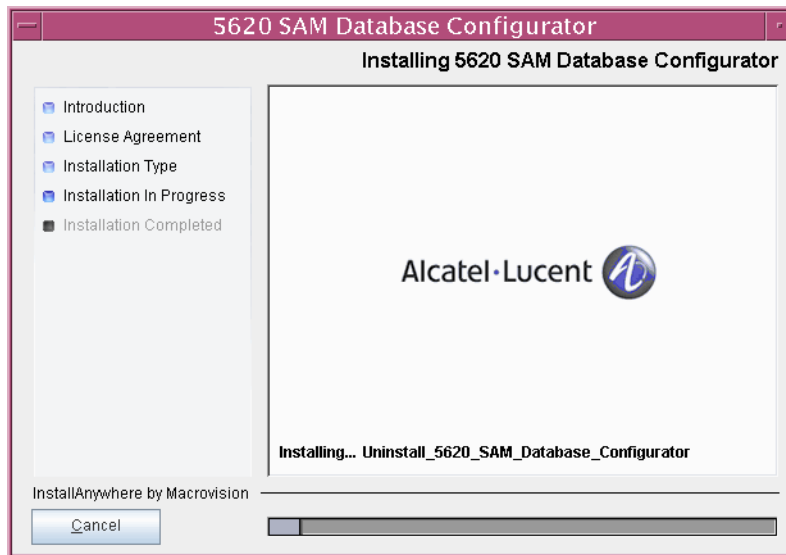 5620 SAM Database Configurator
Installing 5620 SAM Database Configurator
Introduction
License Agreement
Installation Type
Installation In Progress
Installation Completed
Alcatel·Lucent
Installing... Uninstall_5620_SAM_Database_Configurator
InstallAnywhere by Macrovision
Cancel